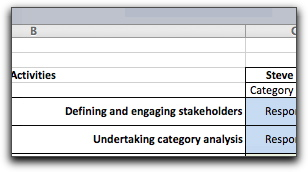 B
Activities Steve
Category
Defining and engaging stakeholders Respo
Undertaking category analysis Respo